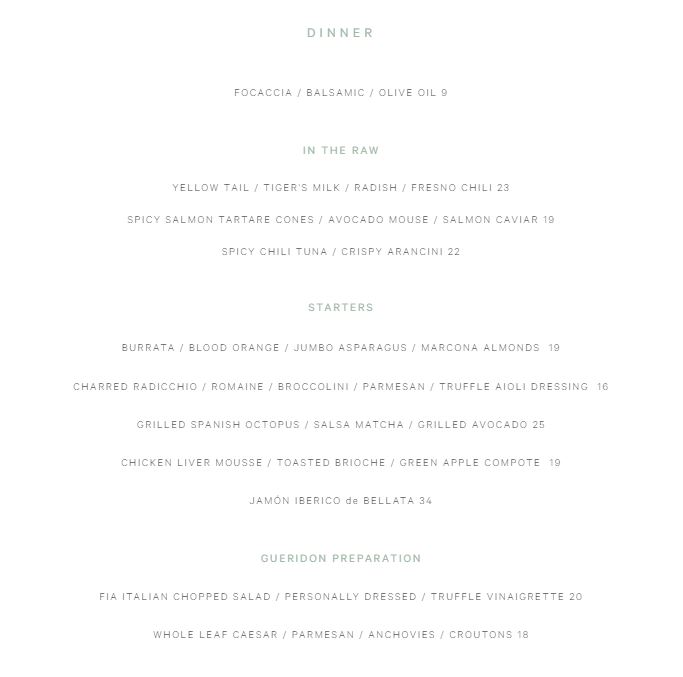 DINNER
FOCACCIA / BALSAMIC / OLIVE OIL 9
IN THE RAW
YELLOW TAIL / TIGER'S MILK / RADISH / FRESNO CHILI 23
SPICY SALMON TARTARE CONES / AVOCADO MOUSE / SALMON CAVIAR 19
SPICY CHILI TUNA / CRISPY ARANCINI 22
STARTERS
BURRATA / BLOOD ORANGE / JUMBO ASPARAGUS / MARCONA ALMONDS 19
CHARRED RADICCHIO / ROMAINE / BROCCOLINI / PARMESAN / TRUFFLE AIOLI DRESSING 16
GRILLED SPANISH OCTOPUS / SALSA MATCHA / GRILLED AVOCADO 25
CHICKEN LIVER MOUSSE / TOASTED BRIOCHE / GREEN APPLE COMPOTE 19
JAMÓN IBERICO de BELLATA 34
GUERIDON PREPARATION
FIA ITALIAN CHOPPED SALAD / PERSONALLY DRESSED / TRUFFLE VINAIGRETTE 20
WHOLE LEAF CAESAR / PARMESAN / ANCHOVIES / CROUTONS 18